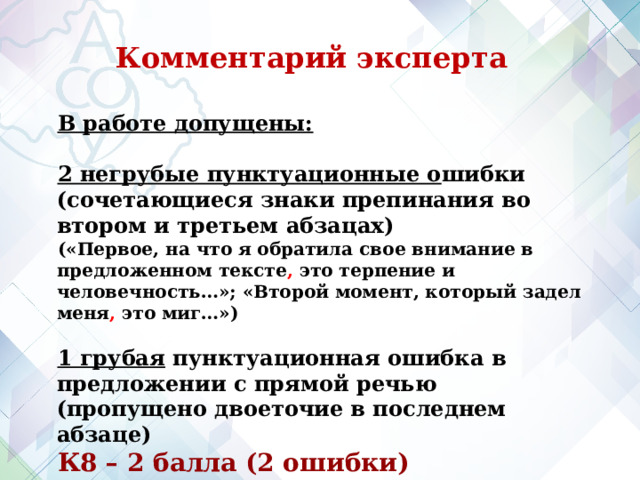 АСОУ
Комментарий эксперта
В работе допущены:
2 негрубые пунктуационные ошибки
(сочетающиеся знаки препинания во
втором и третьем абзацах)
(«Первое, на что я обратила свое внимание в
предложенном тексте, это терпение и
человечность…»; «Второй момент, который задел
меня, это миг…»)
1 грубая пунктуационная ошибка в
предложении с прямой речью
(пропущено двоеточие в последнем
абзаце)
К8 – 2 балла (2 ошибки)